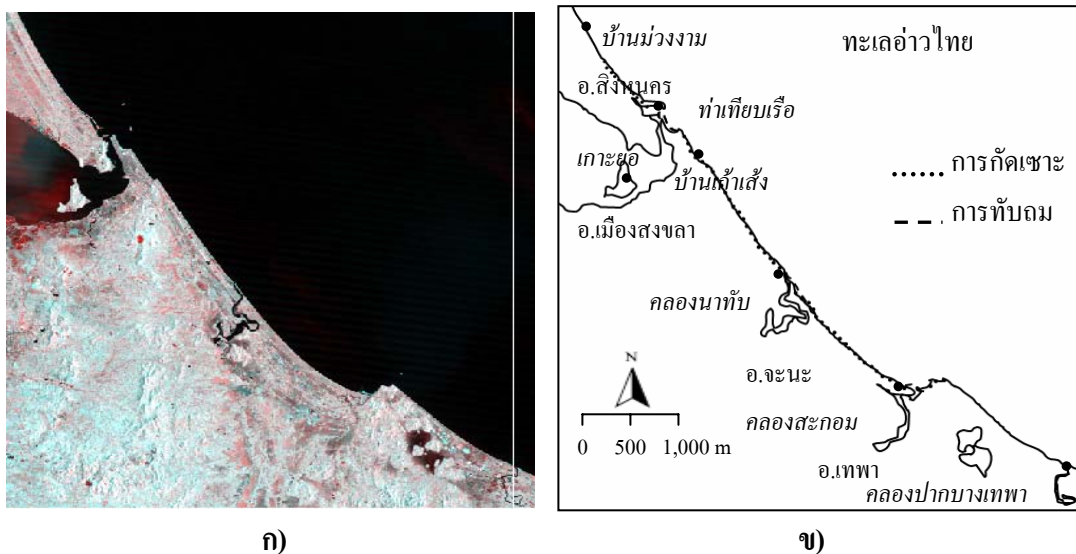 บ้านม่วงงาม
ทะเลอ่าวไทย
อ.สิงหนคร
ท่าเทียบเรือ
เกาะยอ
บ้านเก้าเส้ง
การกัดเซาะ
การทับถม
อ.เมืองสงขลา
คลองนาทับ
N
อ.จะนะ
0 500 1,000 m
คลองสะกอม
อ.เทพา
คลองปากบางเทพา
ก)
ข)